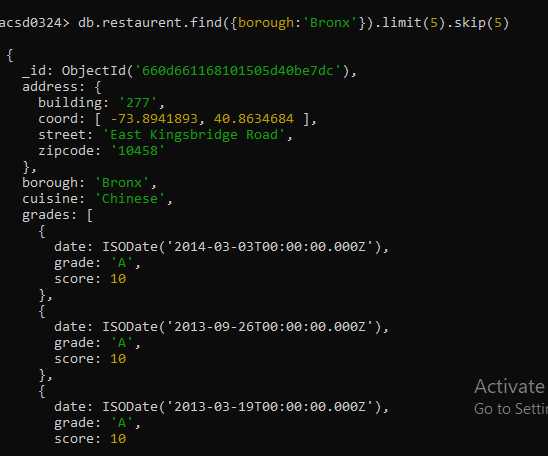 acsd0324> db.restaurent.find({borough:'Bronx'}).limit(5).skip(5)
{
_id: ObjectId('660d661168101505d40be7dc'),
address: {
building: '277',
coord: [ -73.8941893, 40.8634684 ],
street: 'East Kingsbridge Road',
zipcode: '10458'
},
borough: 'Bronx',
cuisine: 'Chinese',
grades: [
{
date: ISODate('2014-03-03T00:00:00.000Z'),
grade: 'A',
score: 10
},
{
date: ISODate('2013-09-26T00:00:00.000Z'),
grade: 'A',
score: 10
},
{
date: ISODate('2013-03-19T00:00:00.000Z'),
grade: 'A',
score: 10
Activate
Go to Settin